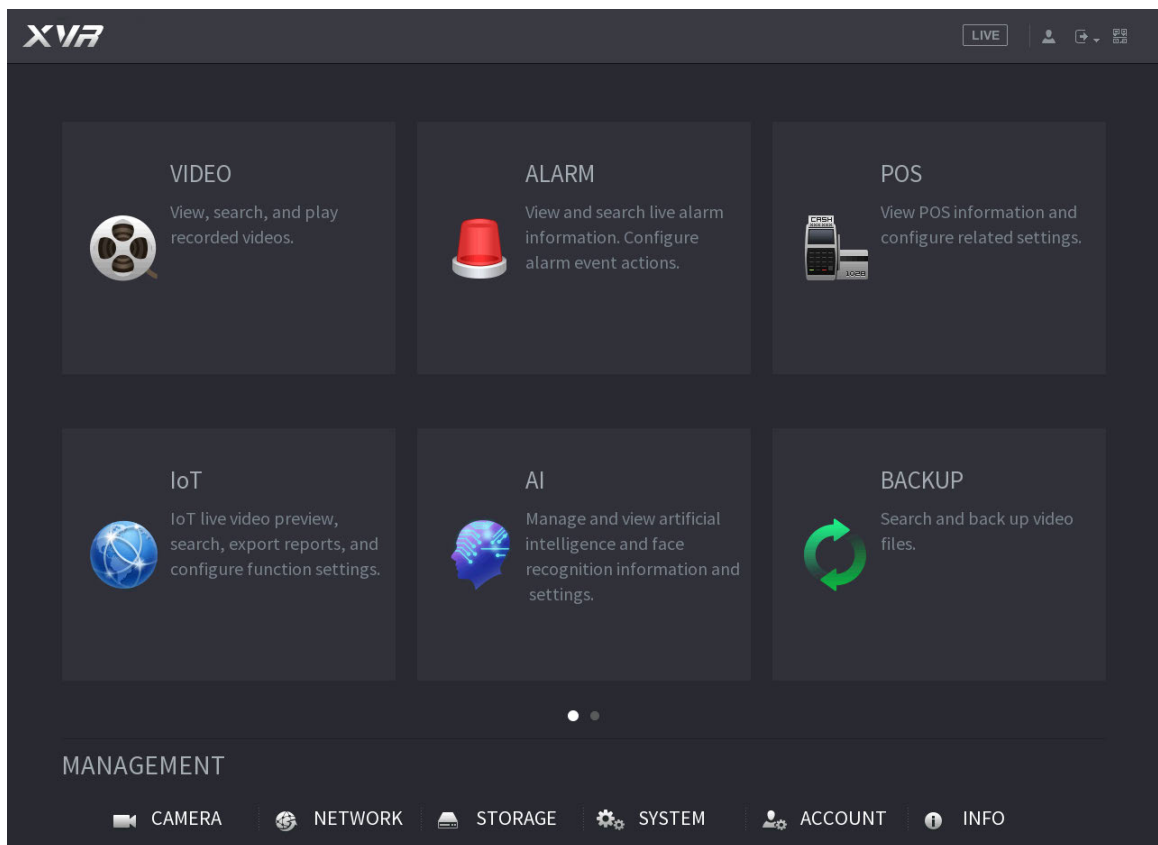 XVR
LIVE
VIDEO
View, search, and play
recorded videos.
ALARM
View and search live alarm
information. Configure
alarm event actions.
POS
View POS information and
configure related settings.
CASH
1028
IoT
IoT live video preview,
search, export reports, and
configure function settings.
AI
Manage and view artificial
intelligence and face
recognition information and
settings.
BACKUP
Search and back up video
files.
MANAGEMENT
CAMERA
NETWORK
STORAGE
SYSTEM
ACCOUNT
INFO